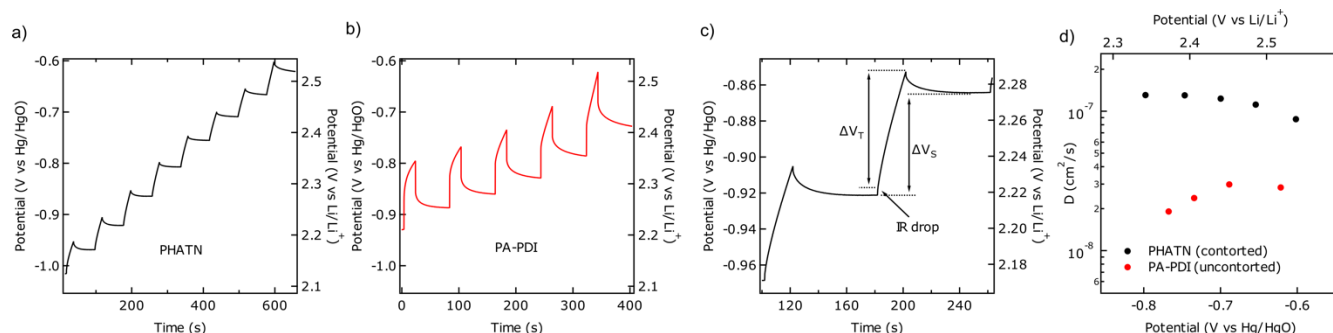 a)
-0.6
-0.7
-0.8
-0.9
-1.0
Potential (V vs Hg/HgO)
2.5
2.4
2.3
2.2
2.1
Potential (V vs Li/Li+)
PHATN
0
200
400
600
Time (s)
b)
-0.6
-0.7
-0.8
-0.9
-1.0
Potential (V vs Hg/HgO)
2.5
2.4
2.3
2.2
2.1
Potential (V vs Li/Li+)
PA-PDI
0
100
200
300
400
Time (s)
c)
-0.86
-0.88
-0.90
-0.92
-0.94
-0.96
Potential (V vs Hg/HgO)
2.28
2.26
2.24
2.22
2.20
2.18
Potential (V vs Li/Li+)
ΔVT
ΔVS
IR drop
120
160
200
240
Time (s)
d)
Potential (V vs Li/Li+)
2.3
2.4
2.5
2
10-7
8
6
5
4
3
2
10-8
8
6
D (cm2/s)
PHATN (contorted)
PA-PDI (uncontorted)
-0.8
-0.7
-0.6
Potential (V vs Hg/HgO)